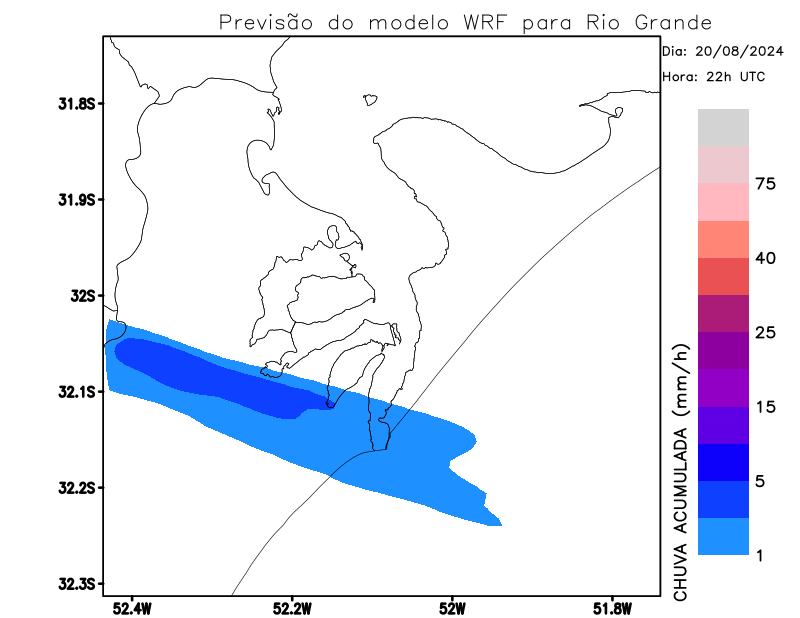 Previsão do modelo WRF para Rio Grande
Dia: 20/08/2024
Hora: 22h UTC
31.8S
31.9S
32S
32.1S
32.2S
32.3S
52.4W
52.2W
52W
51.8W
75
40
25
15
5
1
CHUVA ACUMULADA (mm/h)